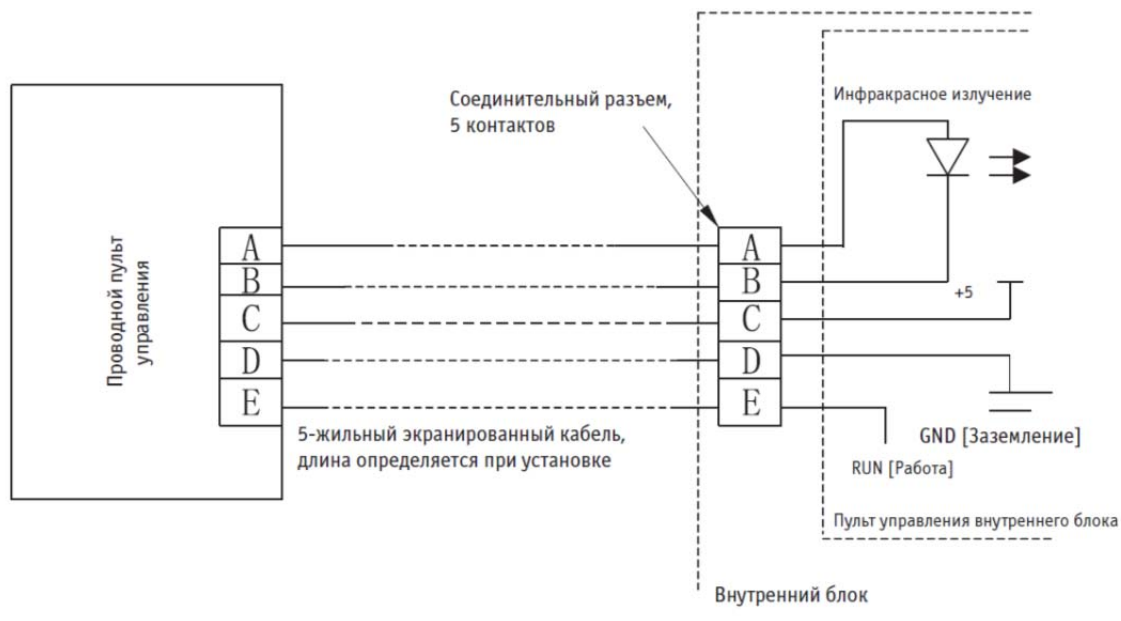 Соединительный разъем,
5 контактов
Инфракрасное излучение
Проводной пульт
управления
A
B
C
D
E
A
B
C
D
E
+5
GND [Заземление]
RUN [Работа]
5-жильный экранированный кабель,
длина определяется при установке
Пульт управления внутреннего блока
Внутренний блок